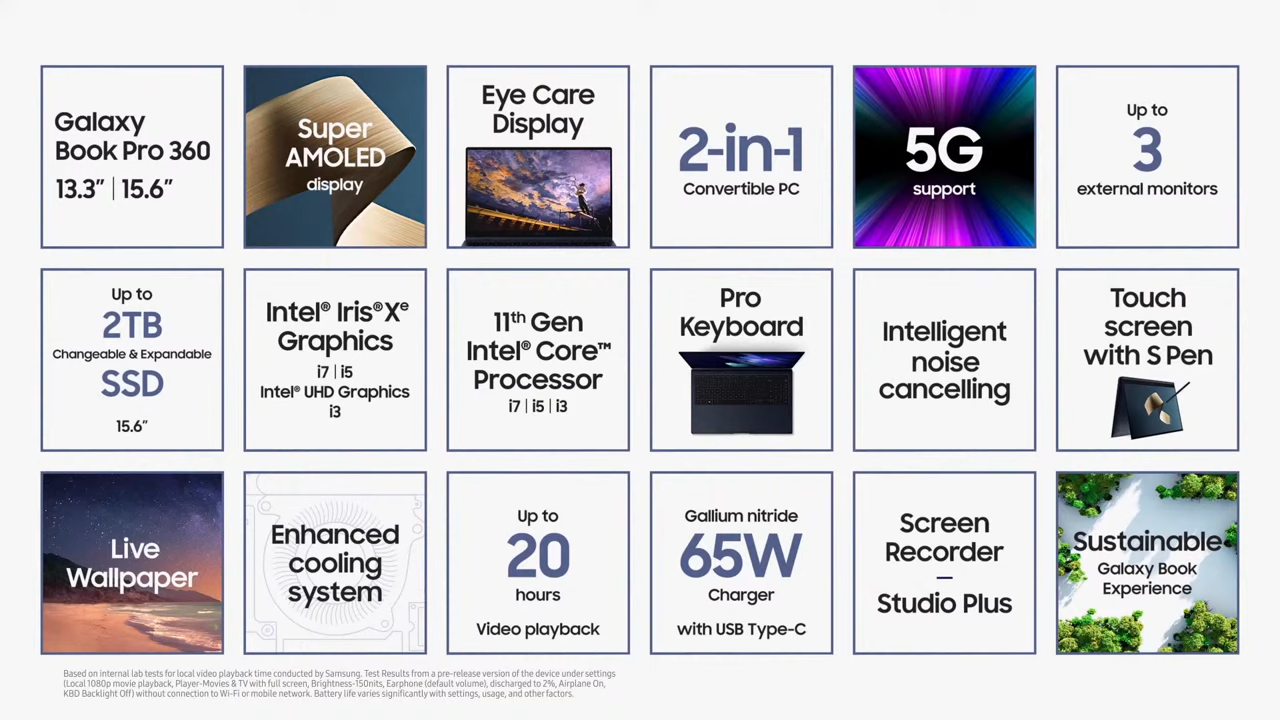 Galaxy
Book Pro 360
13.3” | 15.6”
Super
AMOLED
display
Eye Care
Display
2-in-1
Convertible PC
5G
support
Up to
3
external monitors
Up to
2TB
Changeable & Expandable
SSD
15.6”
Intel® Iris® Xᵉ
Graphics
i7 | i5
Intel® UHD Graphics
i3
11th Gen
Intel® Core™
Processor
i7 | i5 | i3
Pro
Keyboard
Intelligent
noise
cancelling
Touch
screen
with S Pen
Live
Wallpaper
Enhanced
cooling
system
Up to
20
hours
Video playback
Gallium nitride
65W
Charger
with USB Type-C
Screen
Recorder
–
Studio Plus
Sustainable
Galaxy Book
Experience
Based on internal lab tests for local video playback time conducted by Samsung. Test Results from a pre-release version of the device under settings
(Local 1080p movie playback, Player-Movies & TV with full screen, Brightness-150nits, Earphone (default volume), discharged to 2%, Airplane On,
KBD Backlight Off) without connection to Wi-Fi or mobile network. Battery life varies significantly with settings, usage, and other factors.